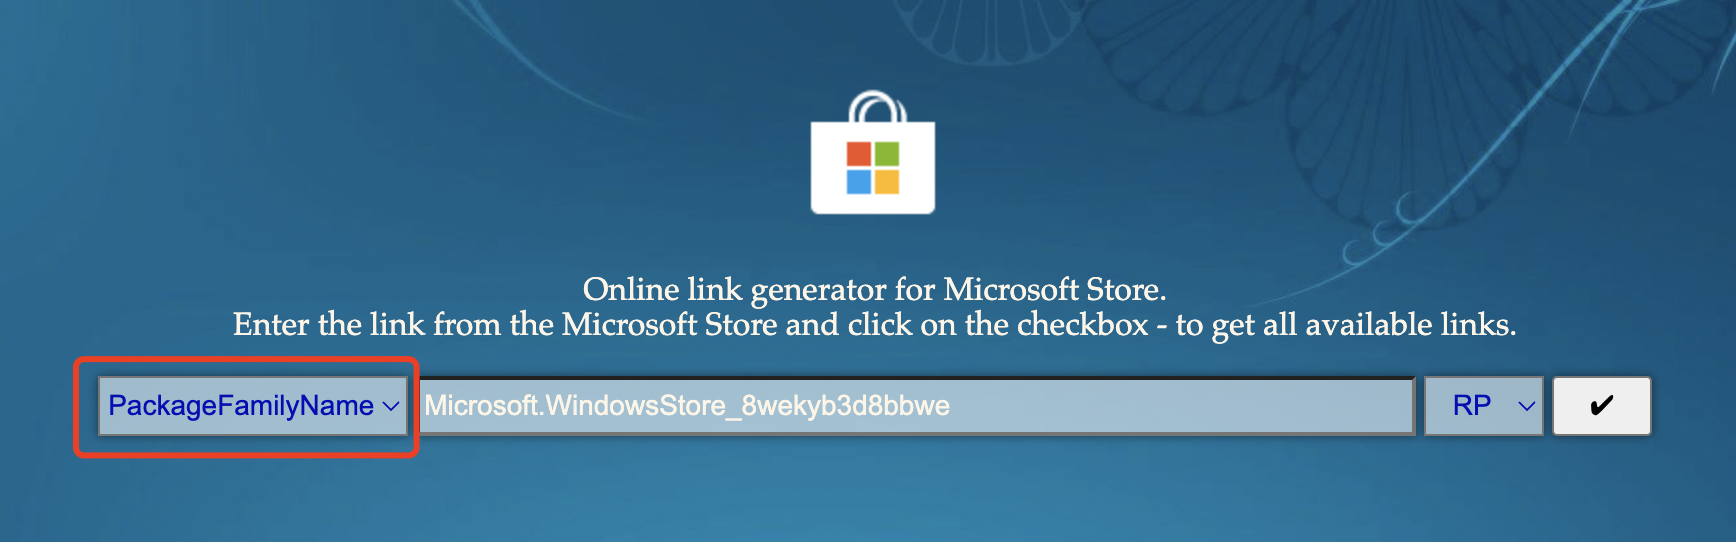 Online link generator for Microsoft Store.
Enter the link from the Microsoft Store and click on the checkbox - to get all available links.
PackageFamilyName Microsoft.WindowsStore_8wekyb3d8bbwe RP ✔